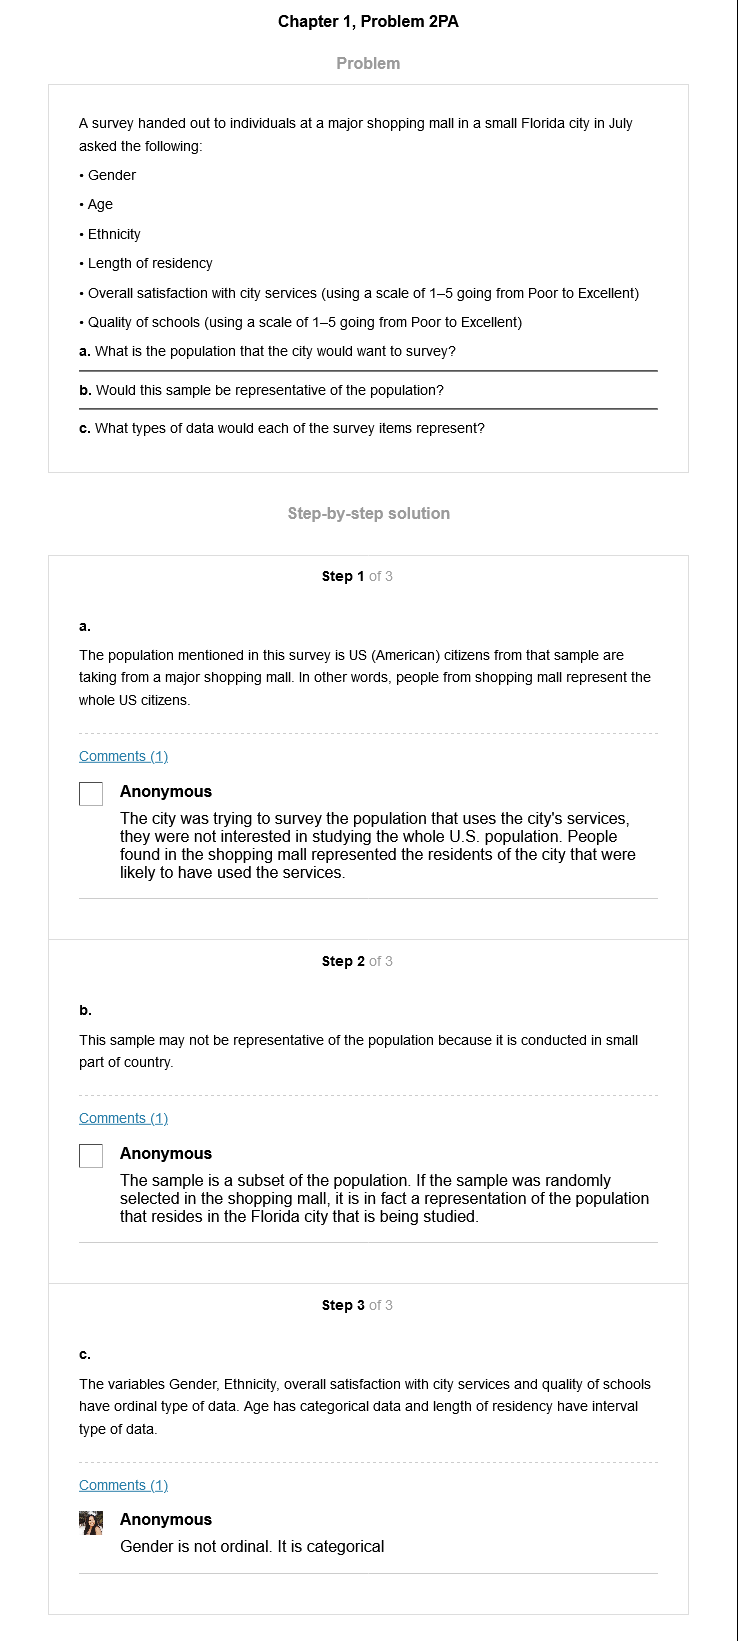 Chapter 1, Problem 2PA
Problem
A survey handed out to individuals at a major shopping mall in a small Florida city in July
asked the following:
• Gender
• Age
• Ethnicity
• Length of residency
• Overall satisfaction with city services (using a scale of 1–5 going from Poor to Excellent)
• Quality of schools (using a scale of 1–5 going from Poor to Excellent)
a. What is the population that the city would want to survey?
b. Would this sample be representative of the population?
c. What types of data would each of the survey items represent?
Step-by-step solution
Step 1 of 3
a.
The population mentioned in this survey is US (American) citizens from that sample are
taking from a major shopping mall. In other words, people from shopping mall represent the
whole US citizens.
Comments (1)
Anonymous
The city was trying to survey the population that uses the city's services,
they were not interested in studying the whole U.S. population. People
found in the shopping mall represented the residents of the city that were
likely to have used the services.
Step 2 of 3
b.
This sample may not be representative of the population because it is conducted in small
part of country.
Comments (1)
Anonymous
The sample is a subset of the population. If the sample was randomly
selected in the shopping mall, it is in fact a representation of the population
that resides in the Florida city that is being studied.
Step 3 of 3
c.
The variables Gender, Ethnicity, overall satisfaction with city services and quality of schools
have ordinal type of data. Age has categorical data and length of residency have interval
type of data.
Comments (1)
Anonymous
Gender is not ordinal. It is categorical